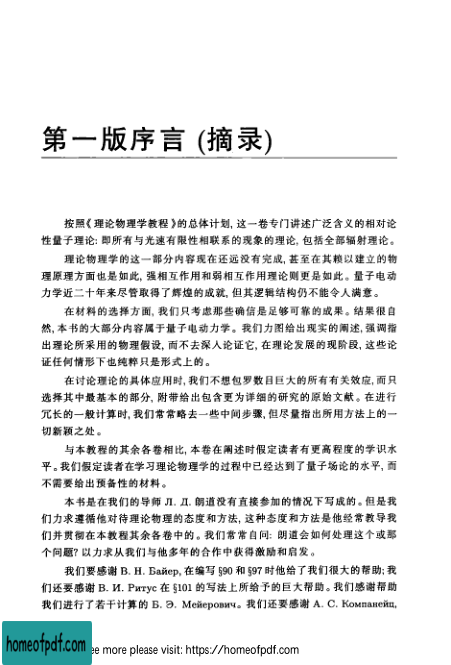 第一版序言 (摘录)
按照《理论物理学教程》的总体计划, 这一卷专门讲述广泛含义的相对论
性量子理论: 即所有与光速有限性相联系的现象的理论, 包括全部辐射理论。
理论物理学的这一部分内容现在还远没有完成, 甚至在其赖以建立的物
理原理方面也是如此, 强相互作用和弱相互作用理论则更是如此。量子电动
力学近二十年来尽管取得了辉煌的成就, 但其逻辑结构仍不能令人满意。
在材料的选择方面, 我们只考虑那些确信是足够可靠的成果。结果很自
然, 本书的大部分内容属于量子电动力学。我们力图给出现实的阐述, 强调指
出理论所采用的物理假设, 而不去深入论证它, 在理论发展的现阶段, 这些论
证任何情形下也纯粹只是形式上的。
在讨论理论的具体应用时, 我们不想包罗数目巨大的所有有关效应, 而只
选择其中最基本的部分, 附带给出包含更为详细的研究的原始文献。在进行
冗长的一般计算时, 我们常常略去一些中间步骤, 但尽量指出所用方法上的一
切新颖之处。
与本教程的其余各卷相比, 本卷在阐述时假定读者有更高程度的学识水
平。我们假定读者在学习理论物理学的过程中已经达到了量子场论的水平, 而
不需要给出预备性的材料。
本书是在我们的导师 Л. Д. 朗道没有直接参加的情况下写成的。但是我
们力求遵循他对待理论物理的态度和方法, 这种态度和方法是他经常教导我
们并贯彻在本教程其余各卷中的。我们常常自问: 朗道会如何处理这个或那
个问题? 以力求从我们与他多年的合作中获得激励和启发。
我们要感谢 В. Н. Байер, 在编写 §90 和 §97 时他给了我们很大的帮助; 我
们还要感谢 В. И. Ритус 在 §101 的写法上所给予的巨大帮助。我们感谢帮助
我们进行了若干计算的 Б. Э. Мейерович。我们还要感谢 А. С. Компанейц,
homeofpdf.com
ee more please visit: https://homeofpdf.com